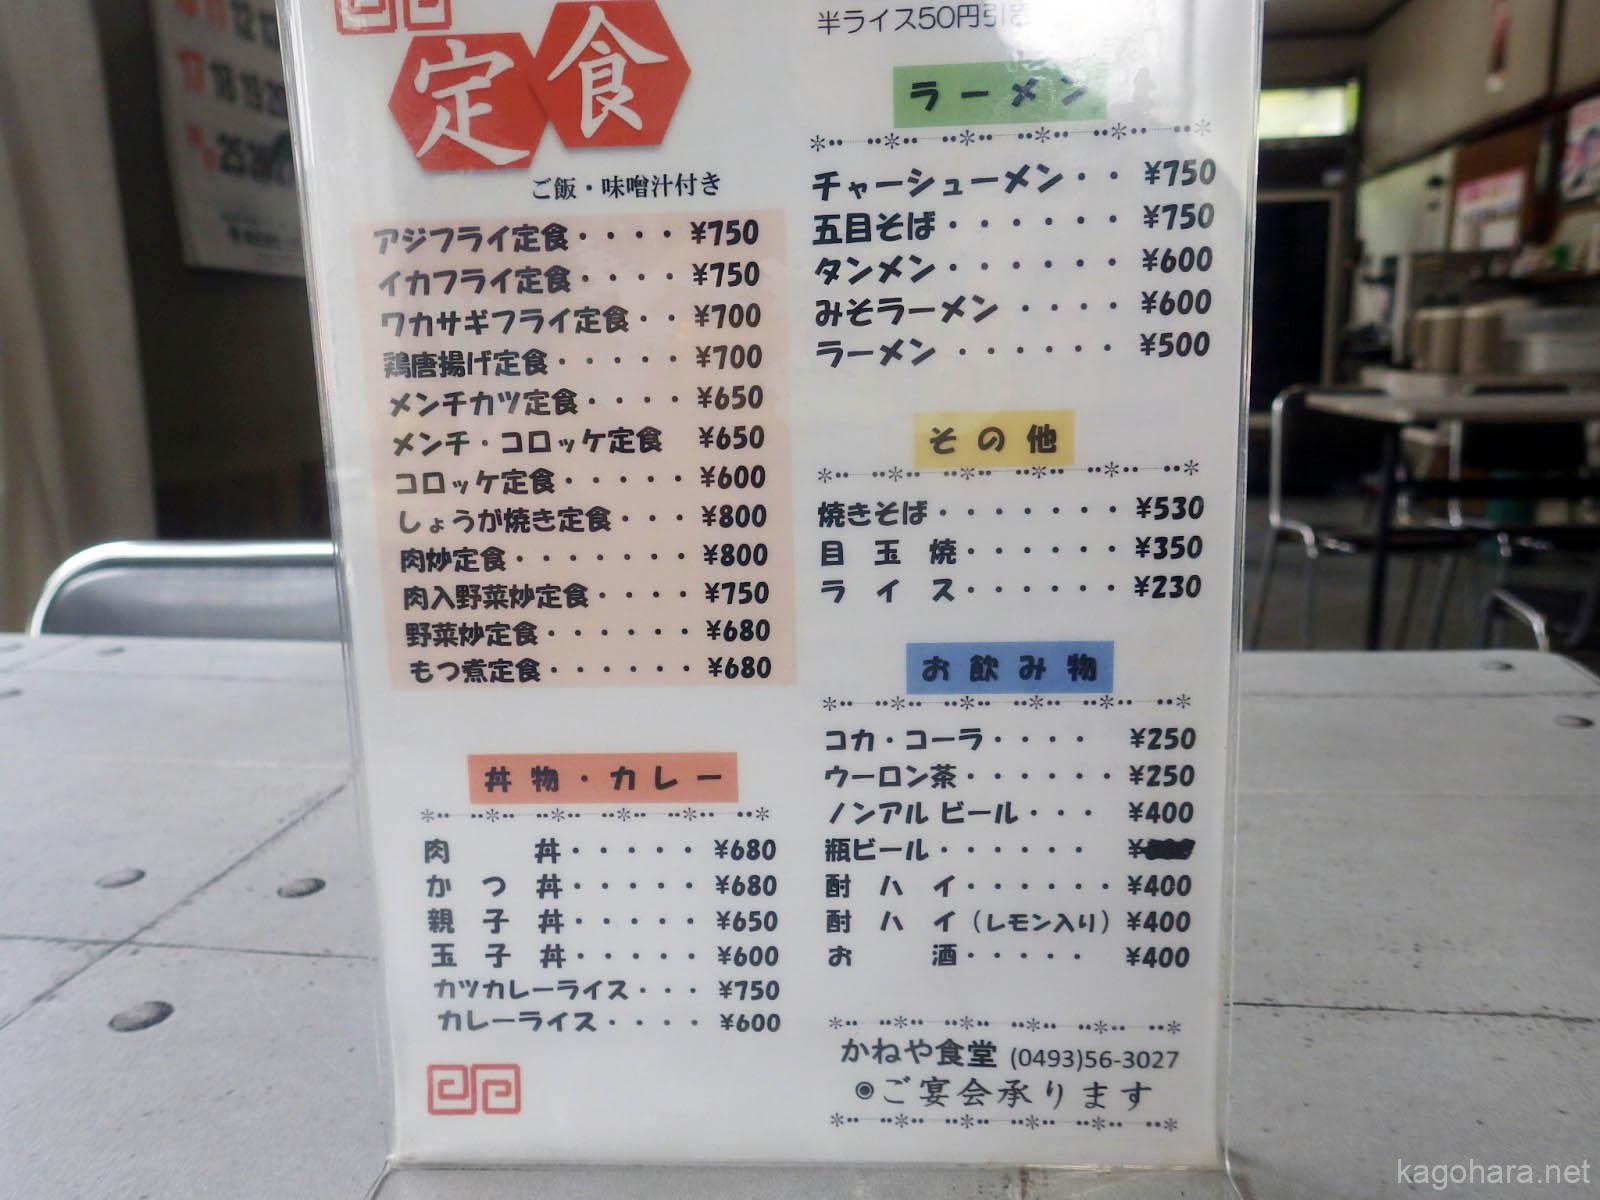 定食
ご飯・味噌汁付き
アジフライ定食・・・・¥750
イカフライ定食・・・・¥750
ワカサギフライ定食・・¥700
鶏唐揚げ定食・・・・・¥700
メンチカツ定食・・・・¥650
メンチ・コロッケ定食 ¥650
コロッケ定食・・・・・¥600
しょうが焼き定食・・・¥800
肉炒定食・・・・・・・¥800
肉入野菜炒定食・・・・¥750
野菜炒定食・・・・・・¥680
もつ煮定食・・・・・・¥680
丼物・カレー
肉丼・・・・・¥680
かつ丼・・・・・¥680
親子丼・・・・・¥650
玉子丼・・・・・¥600
カツカレーライス・・・¥750
カレーライス・・・・¥600
半ライス50円引き
ラーメン
チャーシューメン・・¥750
五目そば・・・・・・¥750
タンメン・・・・・・¥600
みそラーメン・・・・¥600
ラーメン・・・・・・¥500
その他
焼きそば・・・・・・・¥530
目玉焼・・・・・・¥350
ライス・・・・・・¥230
お飲み物
コカ・コーラ・・・・¥250
ウーロン茶・・・・・・¥250
ノンアルビール・・・¥400
瓶ビール・・・・・・¥
酎ハイ・・・・・・¥400
酎ハイ(レモン入り)¥400
お酒・・・・・¥400
かねや食堂 (0493)56-3027
◉ご宴会承ります
kagohara.net